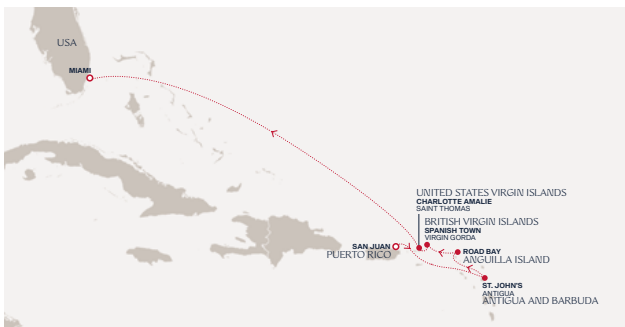 USA
MIAMI
UNITED STATES VIRGIN ISLANDS
CHARLOTTE AMALIE
SAINT THOMAS
BRITISH VIRGIN ISLANDS
SPANISH TOWN
VIRGIN GORDA
SAN JUAN
PUERTO RICO
ROAD BAY
ANGUILLA ISLAND
ST. JOHN'S
ANTIGUA
ANTIGUA AND BARBUDA